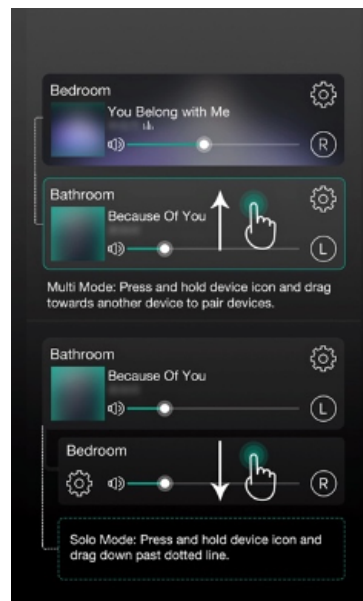 Bedroom
You Belong with Me
R
Bathroom
Because Of You
L
Multi Mode: Press and hold device icon and drag
towards another device to pair devices.
Bathroom
Because Of You
L
Bedroom
R
Solo Mode: Press and hold device icon and
drag down past dotted line.